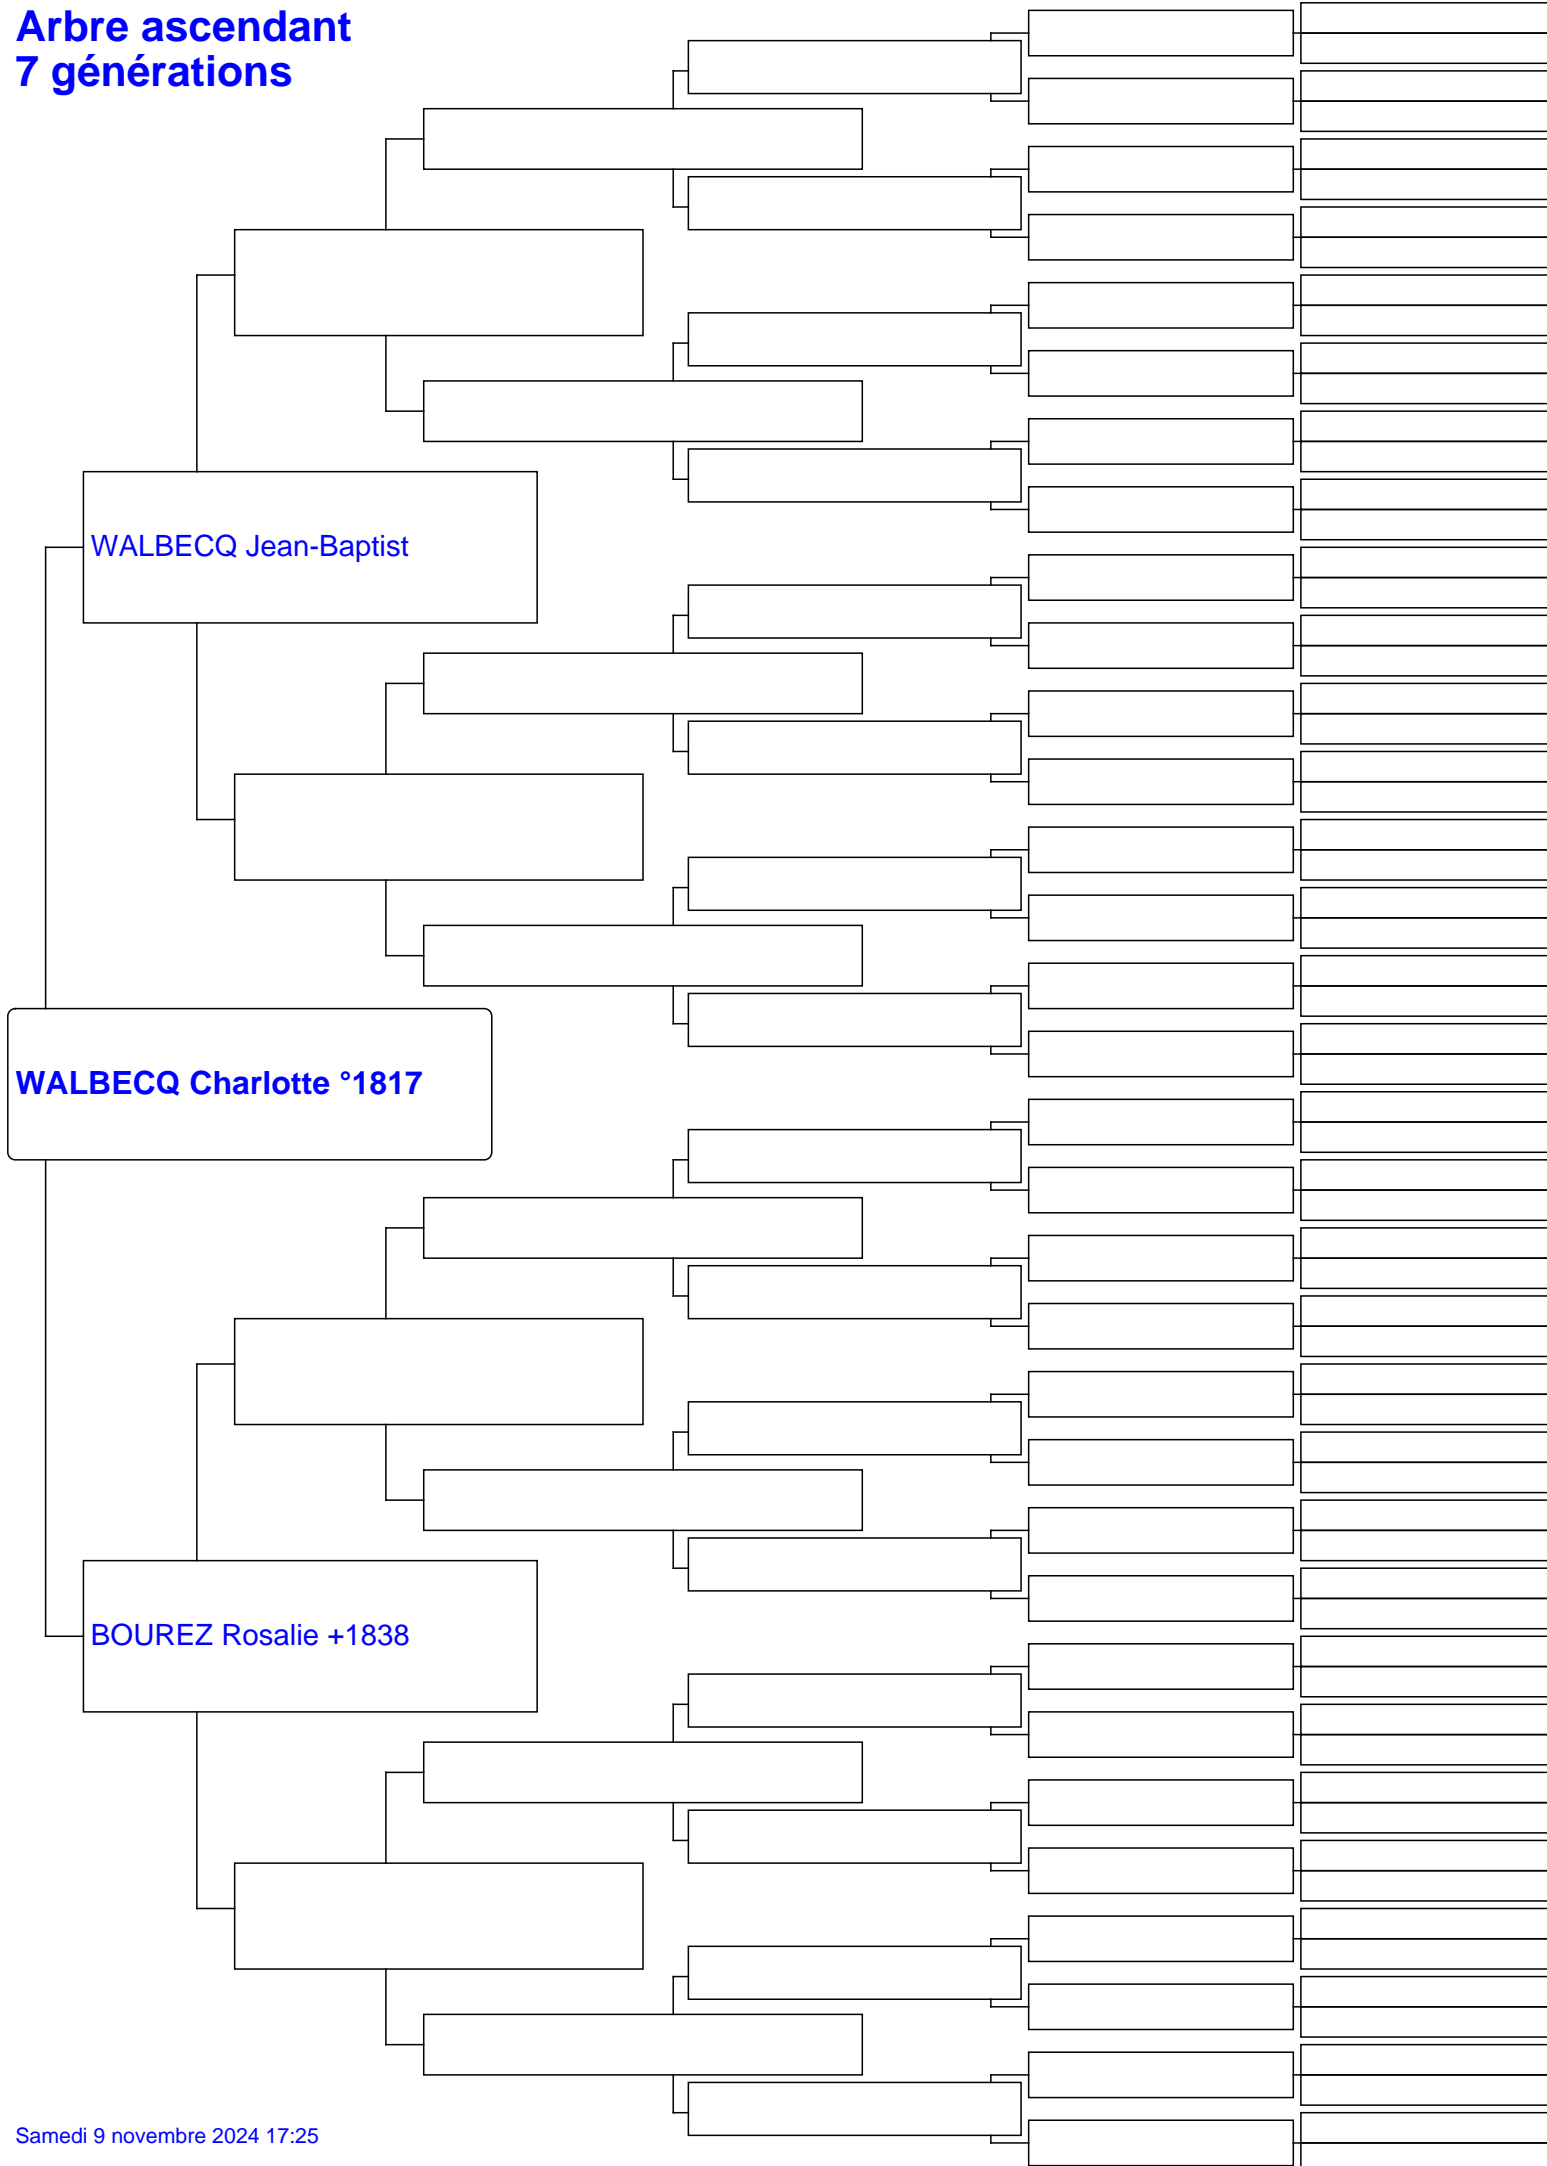 Arbre ascendant
7 générations
WALBECQ Jean-Baptist
WALBECQ Charlotte °1817
BOUREZ Rosalie +1838
Samedi 9 novembre 2024 17:25